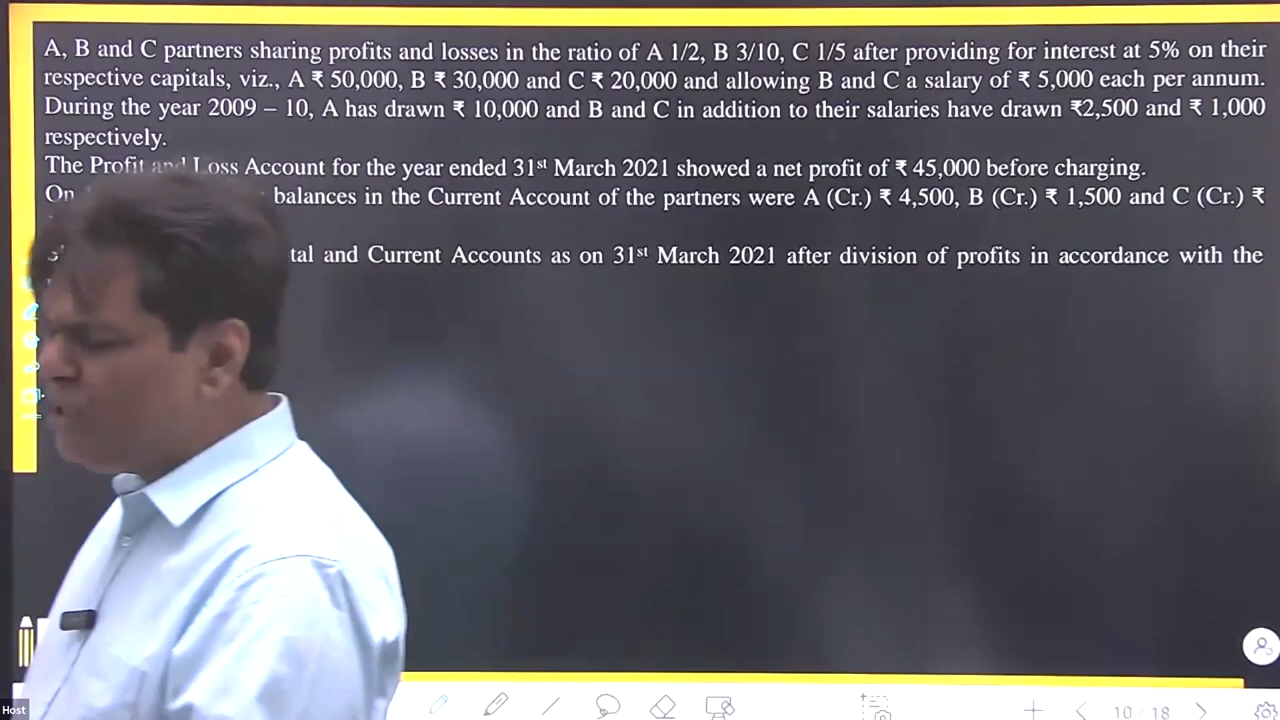 A, B and C partners sharing profits and losses in the ratio of A 1/2, B 3/10, C 1/5 after providing for interest at 5% on their
respective capitals, viz., A ₹ 50,000, B ₹ 30,000 and C ₹ 20,000 and allowing B and C a salary of ₹ 5,000 each per annum.
During the year 2009 – 10, A has drawn ₹ 10,000 and B and C in addition to their salaries have drawn ₹2,500 and ₹ 1,000
respectively.
The Profit and Loss Account for the year ended 31st March 2021 showed a net profit of ₹ 45,000 before charging.
On balances in the Current Account of the partners were A (Cr.) ₹ 4,500, B (Cr.) ₹ 1,500 and C (Cr.) ₹
and Current Accounts as on 31st March 2021 after division of profits in accordance with the
Host
10 / 18